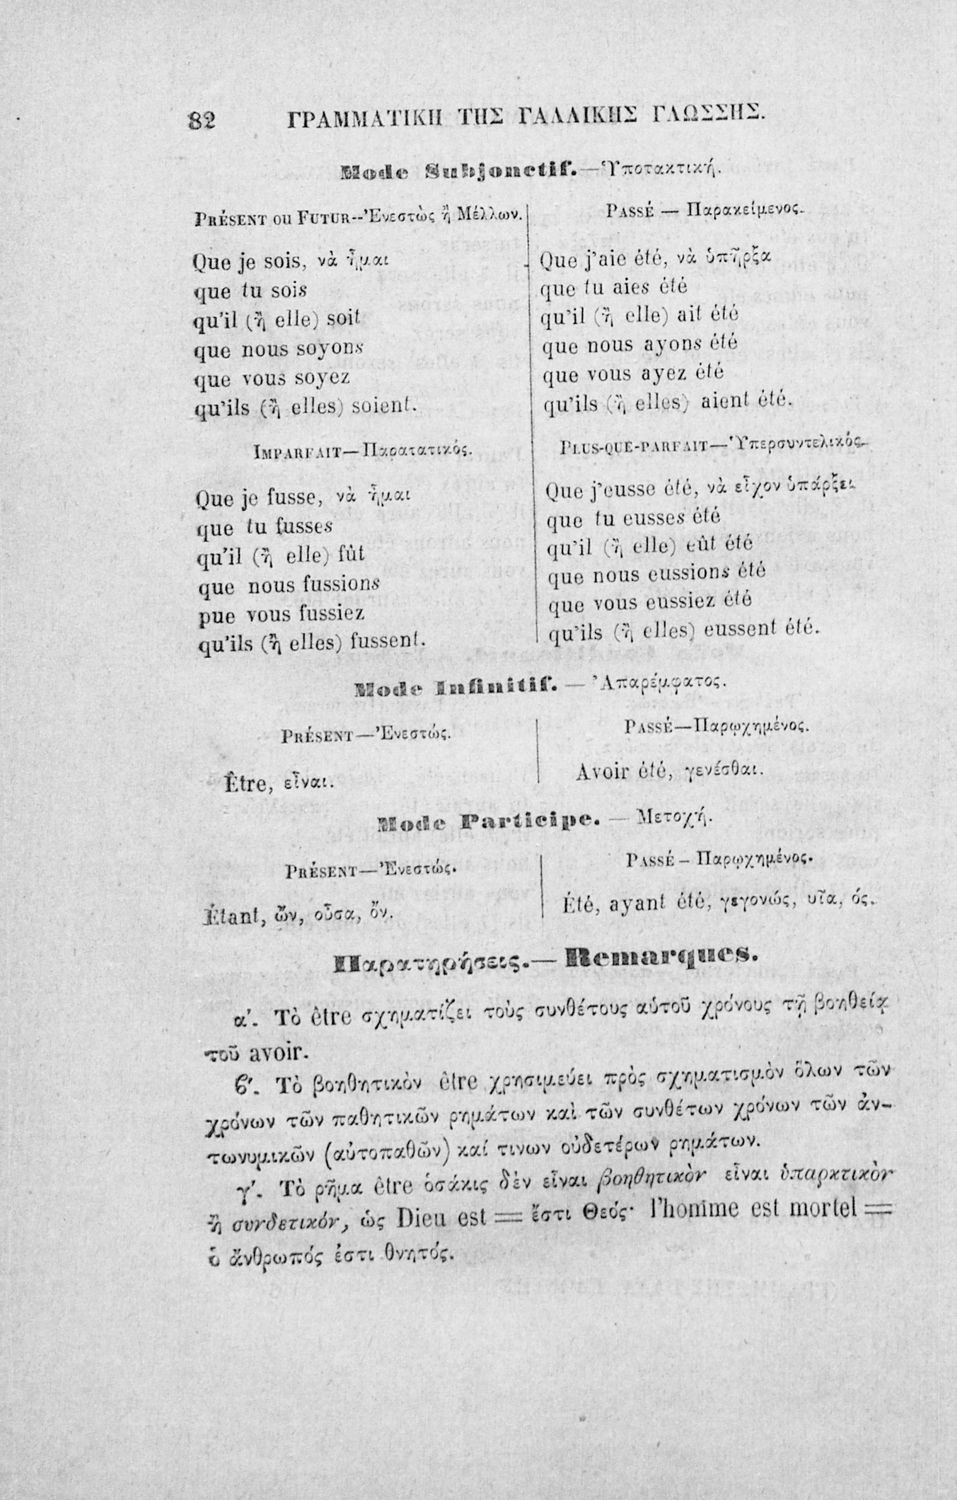 82 ΓΡΑΜΜΑΤΙΚΗ ΤΗΣ ΓΑΛΛΙΚΗΣ ΓΛΩΣΣΗΣ.
Mode Subjonctif.—Ὑποτακτική.
PRÉSENT ou FUTUR--Ἐνεστὼς ἢ Μέλλων.
Que je sois, νὰ ἦμαι
que tu sois
qu'il (ἢ elle) soit
que nous soyons
que vous soyez
qu'ils (ἢ elles) soient.
IMPARFAIT—Παρατατικός.
Que je fusse, νὰ ἦμαι
que tu fusses
qu'il (ἢ elle) fût
que nous fussions
pue vous fussiez
qu'ils (ἢ elles) fussent.
PASSÉ — Παρακείμενος.
Que j'aie été, νὰ ὑπῆρξα
que tu aies été
qu'il (ἢ elle) ait été
que nous ayons été
que vous ayez été
qu'ils (ἢ elles) aient été.
PLUS-QUE-PARFAIT—Ὑπερσυντελικός.
Que j'eusse été, νὰ εἶχον ὑπάρξει
que tu eusses été
qu'il (ἢ elle) eût été
que nous eussions été
que vous eussiez été
qu'ils (ἢ elles) eussent été.
Mode Infinitif. — Ἀπαρέμφατος.
PRÉSENT—Ἐνεστώς.
Être, εἶναι.
PASSÉ—Παρῳχημένος.
Avoir été, γενέσθαι.
Mode Participe. — Μετοχή.
PRÉSENT—Ἐνεστώς.
Étant, ὤν, οὖσα, ὄν.
PASSÉ – Παρῳχημένος.
Été, ayant été, γεγονώς, υῖα, ός.
Παρατηρήσεις.— Remarques.
α'. Τὸ être σχηματίζει τοὺς συνθέτους αὑτοῦ χρόνους τῇ βοηθείᾳ
τοῦ avoir.
ϐ'. Τὸ βοηθητικὸν être χρησιμεύει πρὸς σχηματισμὸν ὅλων τῶν
χρόνων τῶν παθητικῶν ρημάτων καὶ τῶν συνθέτων χρόνων τῶν ἀν-
τωνυμικῶν (αὐτοπαθῶν) καί τινων οὐδετέρων ρημάτων.
γ'. Τὸ ρῆμα être ὁσάκις δὲν εἶναι βοηθητικὸν εἶναι ὑπαρκτικὸν
ἢ συνδετικόν, ὡς Dieu est = ἔστι Θεός· l'homme est mortel =
ὁ ἄνθρωπός ἐστι θνητός.